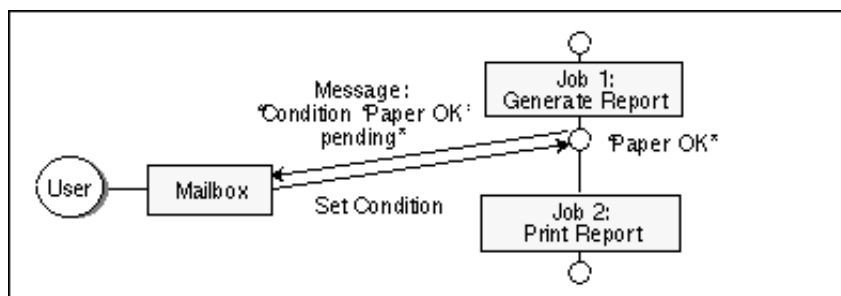 Job 1:
Generate Report
Message:
"Condition "Paper OK"
pending"
"Paper OK"
User
Mailbox
Set Condition
Job 2:
Print Report